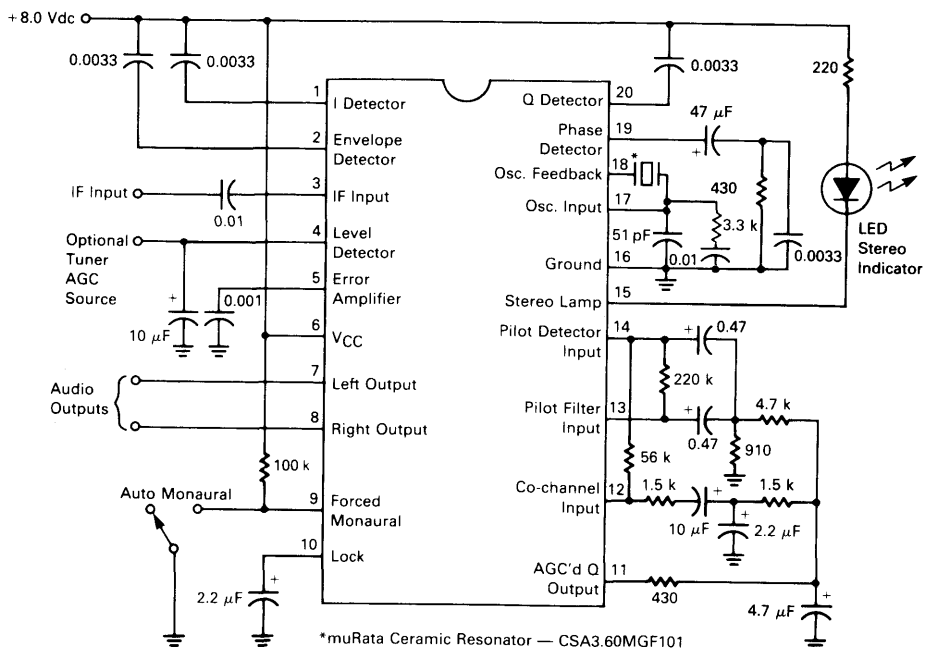 +8.0 Vdc
0.0033
0.0033
0.0033
220
1
I Detector
Q Detector
20
47 μF
+
2
Envelope
Detector
Phase
Detector
19
*
18
Osc. Feedback
IF Input
0.01
3
IF Input
Osc. Input
17
430
3.3 k
51 pF
0.01
0.0033
LED
Stereo
Indicator
Optional
Tuner
AGC
Source
4
Level
Detector
Ground
16
+
10 μF
0.001
5
Error
Amplifier
Stereo Lamp
15
6
VCC
Pilot Detector
Input
14
+
0.47
220 k
Audio
Outputs
7
Left Output
8
Right Output
Pilot Filter
Input
13
+
0.47
4.7 k
910
56 k
100 k
Auto Monaural
9
Forced
Monaural
Co-channel
Input
12
1.5 k
+
10 μF
1.5 k
+
2.2 μF
10
Lock
+
2.2 μF
AGC'd Q
Output
11
430
+
4.7 μF
*muRata Ceramic Resonator — CSA3.60MGF101